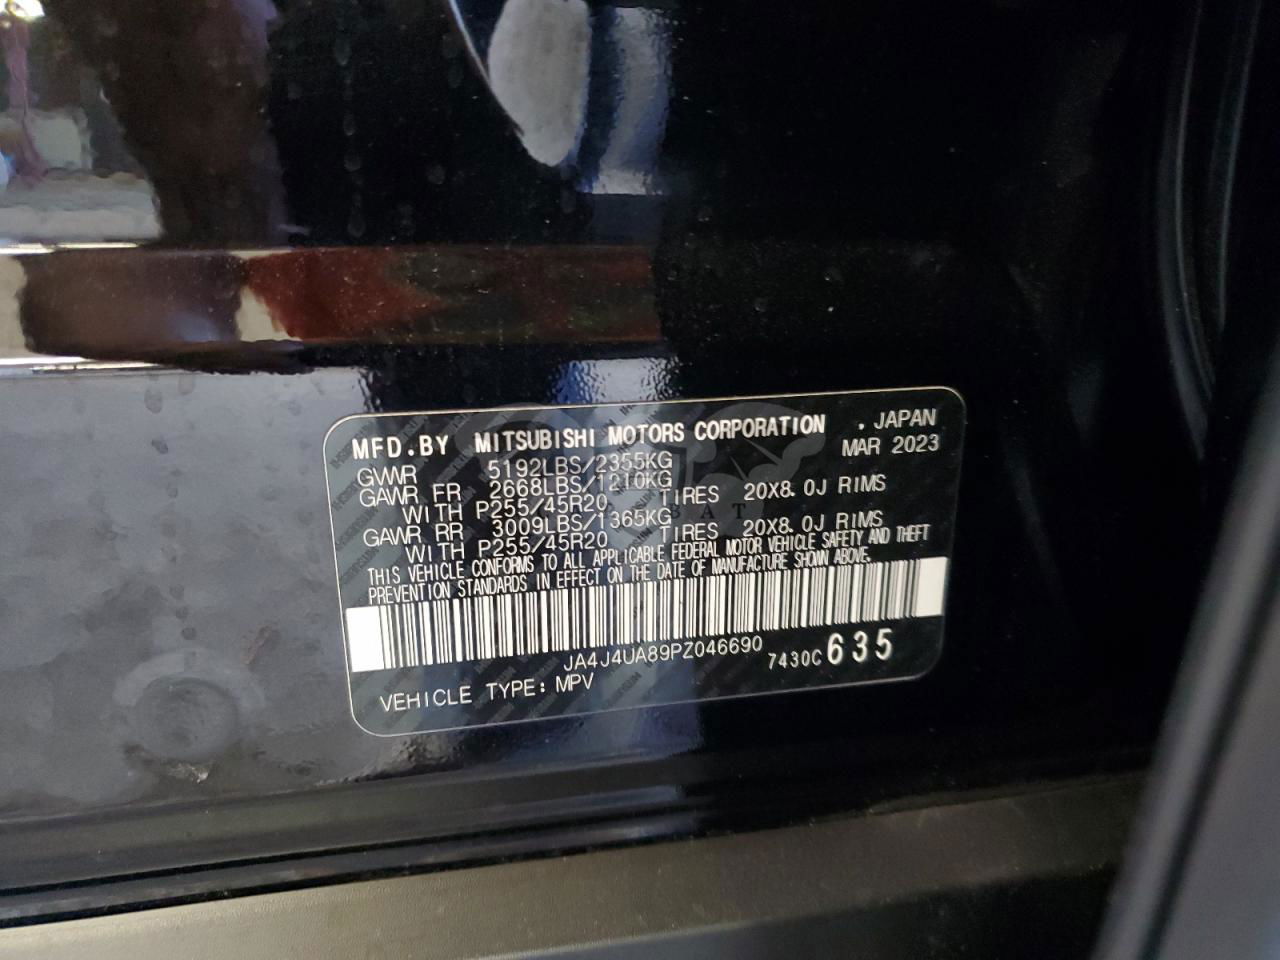 MFD.BY MITSUBISHI MOTORS CORPORATION , JAPAN
MAR 2023
GVWR 5192LBS/2355KG
GAWR FR 2668LBS/1210KG
WITH P255/45R20 TIRES 20X8.0J RIMS
GAWR RR 3009LBS/1365KG
WITH P255/45R20 TIRES 20X8.0J RIMS
THIS VEHICLE CONFORMS TO ALL APPLICABLE FEDERAL MOTOR VEHICLE SAFETY AND THEFT
PREVENTION STANDARDS IN EFFECT ON THE DATE OF MANUFACTURE SHOWN ABOVE.
JA4J4UA89PZ046690
7430C 635
VEHICLE TYPE: MPV